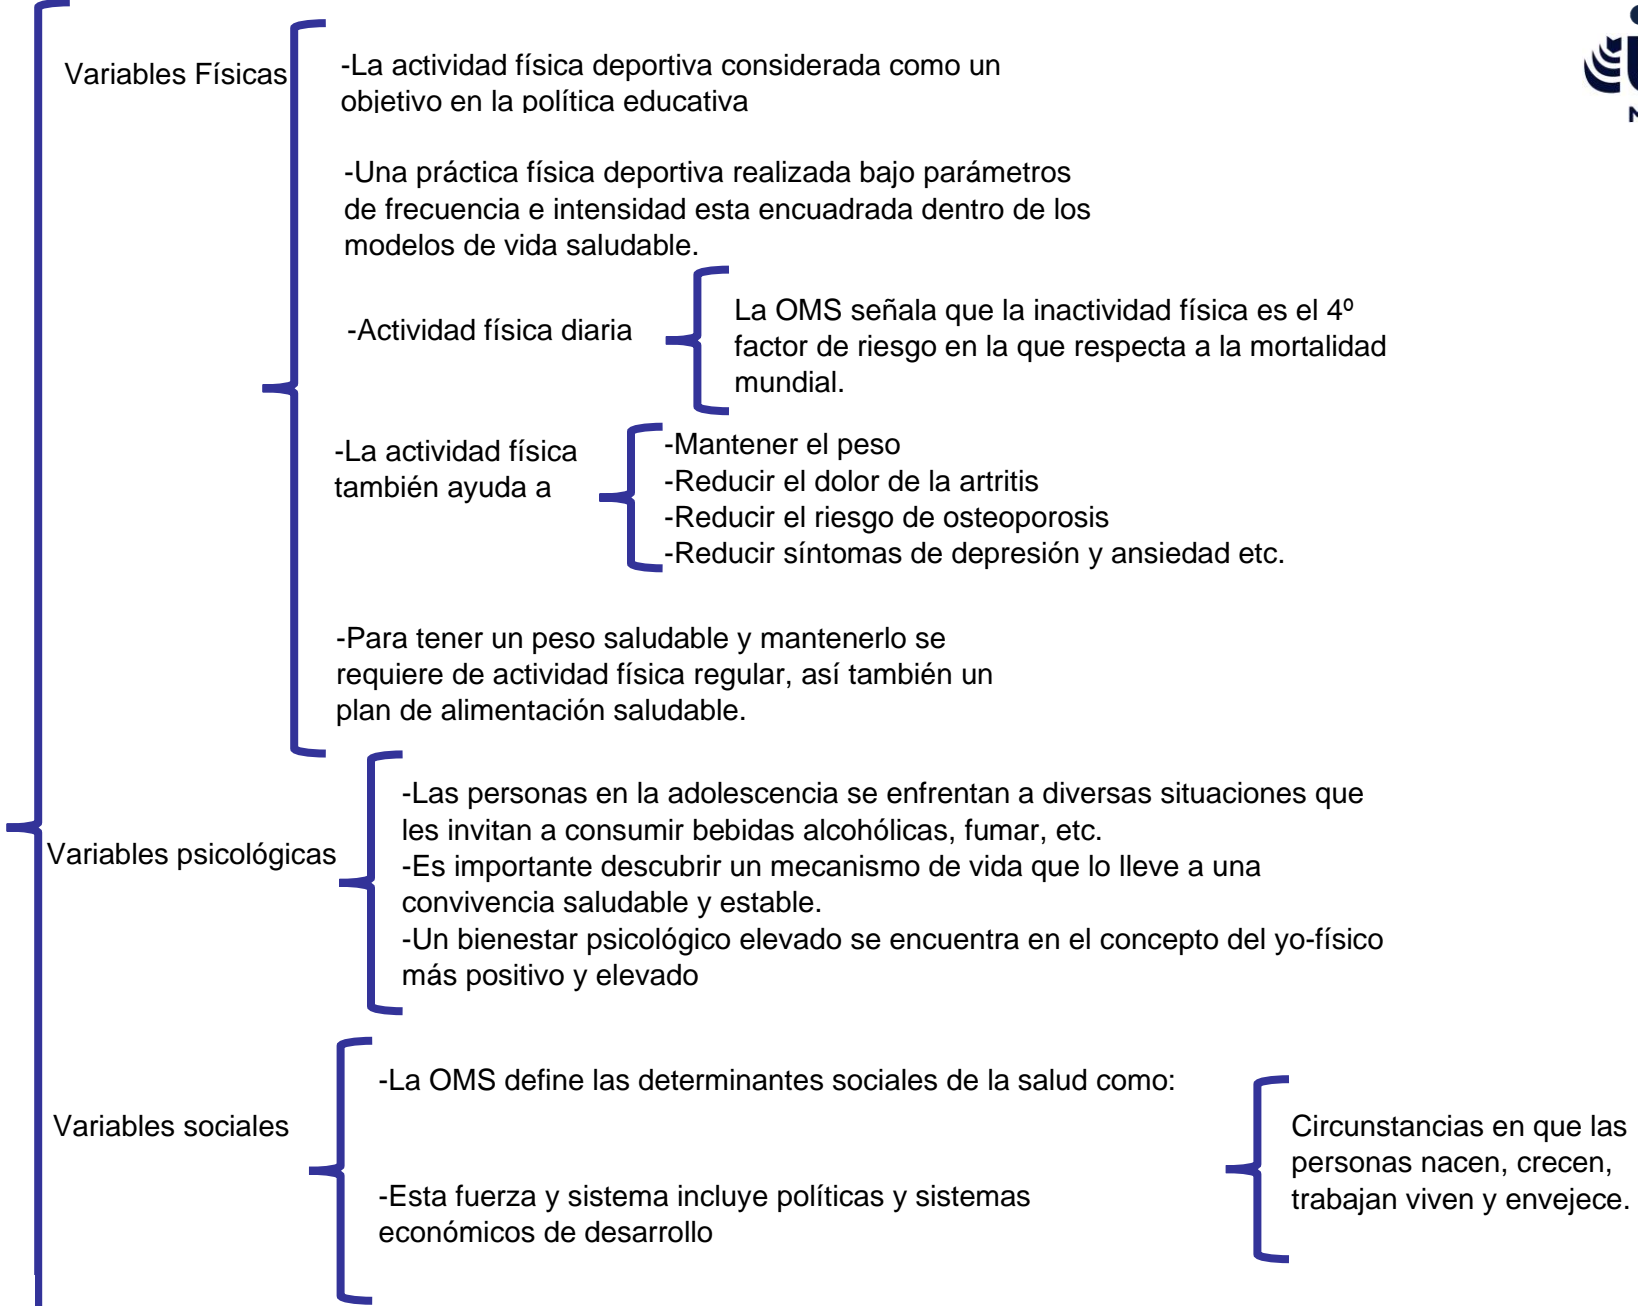 Variables Físicas
-La actividad física deportiva considerada como un
objetivo en la política educativa
-Una práctica física deportiva realizada bajo parámetros
de frecuencia e intensidad esta encuadrada dentro de los
modelos de vida saludable.
-Actividad física diaria
La OMS señala que la inactividad física es el 4º
factor de riesgo en la que respecta a la mortalidad
mundial.
-La actividad física
también ayuda a
-Mantener el peso
-Reducir el dolor de la artritis
-Reducir el riesgo de osteoporosis
-Reducir síntomas de depresión y ansiedad etc.
-Para tener un peso saludable y mantenerlo se
requiere de actividad física regular, así también un
plan de alimentación saludable.
Variables psicológicas
-Las personas en la adolescencia se enfrentan a diversas situaciones que
les invitan a consumir bebidas alcohólicas, fumar, etc.
-Es importante descubrir un mecanismo de vida que lo lleve a una
convivencia saludable y estable.
-Un bienestar psicológico elevado se encuentra en el concepto del yo-físico
más positivo y elevado
Variables sociales
-La OMS define las determinantes sociales de la salud como:
Circunstancias en que las
personas nacen, crecen,
trabajan viven y envejece.
-Esta fuerza y sistema incluye políticas y sistemas
económicos de desarrollo